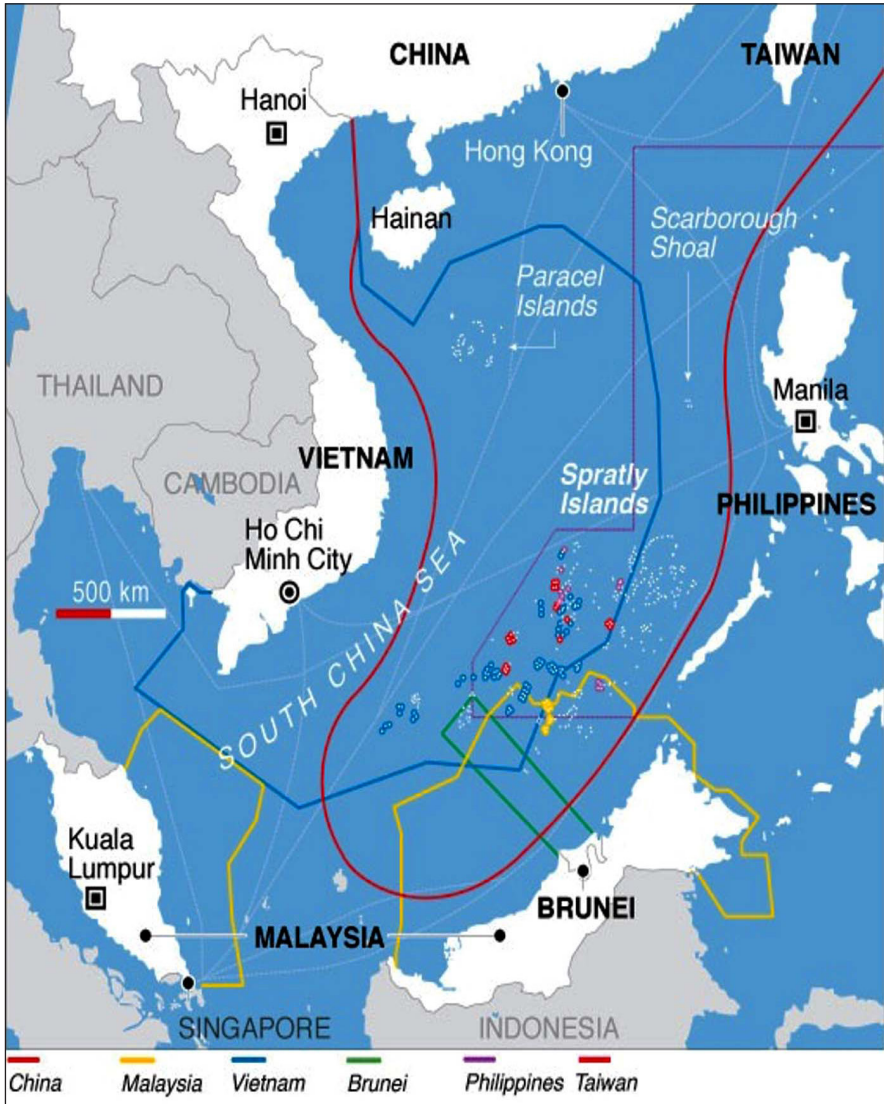 CHINA
TAIWAN
Hanoi
Hong Kong
Hainan
Scarborough
Shoal
Paracel
Islands
THAILAND
Manila
VIETNAM
CAMBODIA
Spratly
Islands
PHILIPPINES
Ho Chi
Minh City
500 km
SOUTH CHINA SEA
Kuala
Lumpur
BRUNEI
MALAYSIA
SINGAPORE
INDONESIA
China
Malaysia
Vietnam
Brunei
Philippines
Taiwan